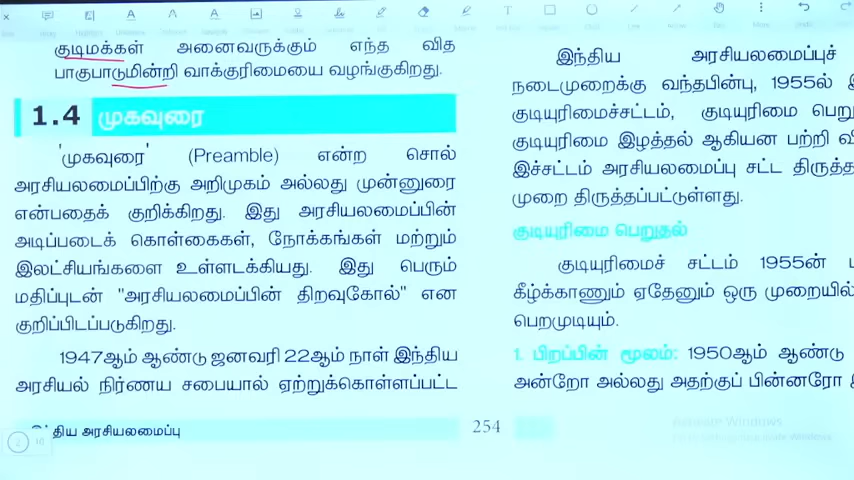 குடிமக்கள் அனைவருக்கும் எந்த வித
பாகுபாடுமின்றி வாக்குரிமையை வழங்குகிறது.
1.4 முகவுரை
'முகவுரை' (Preamble) என்ற சொல்
அரசியலமைப்பிற்கு அறிமுகம் அல்லது முன்னுரை
என்பதைக் குறிக்கிறது. இது அரசியலமைப்பின்
அடிப்படைக் கொள்கைகள், நோக்கங்கள் மற்றும்
இலட்சியங்களை உள்ளடக்கியது. இது பெரும்
மதிப்புடன் "அரசியலமைப்பின் திறவுகோல்" என
குறிப்பிடப்படுகிறது.
1947ஆம் ஆண்டு ஜனவரி 22ஆம் நாள் இந்திய
அரசியல் நிர்ணய சபையால் ஏற்றுக்கொள்ளப்பட்ட
இந்திய அரசியலமைப்புச்
நடைமுறைக்கு வந்தபின்பு, 1955ல்
குடியுரிமைச்சட்டம், குடியுரிமை
குடியுரிமை இழத்தல் ஆகியன பற்றி
இச்சட்டம் அரசியலமைப்பு சட்ட
முறை திருத்தப்பட்டுள்ளது.
குடியுரிமை பெறுதல்
குடியுரிமைச் சட்டம் 1955ன்
கீழ்க்காணும் ஏதேனும் ஒரு முறையில்
பெறமுடியும்.
1. பிறப்பின் மூலம்: 1950ஆம் ஆண்டு
அன்றோ அல்லது அதற்குப் பின்னரோ
அரசியலமைப்பு
254